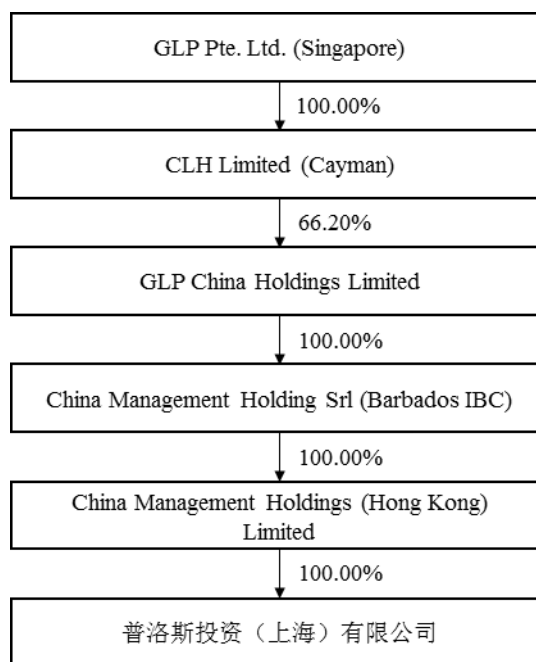 GLP Pte. Ltd. (Singapore)
100.00%
CLH Limited (Cayman)
66.20%
GLP China Holdings Limited
100.00%
China Management Holding Srl (Barbados IBC)
100.00%
China Management Holdings (Hong Kong)
Limited
100.00%
普洛斯投资（上海）有限公司